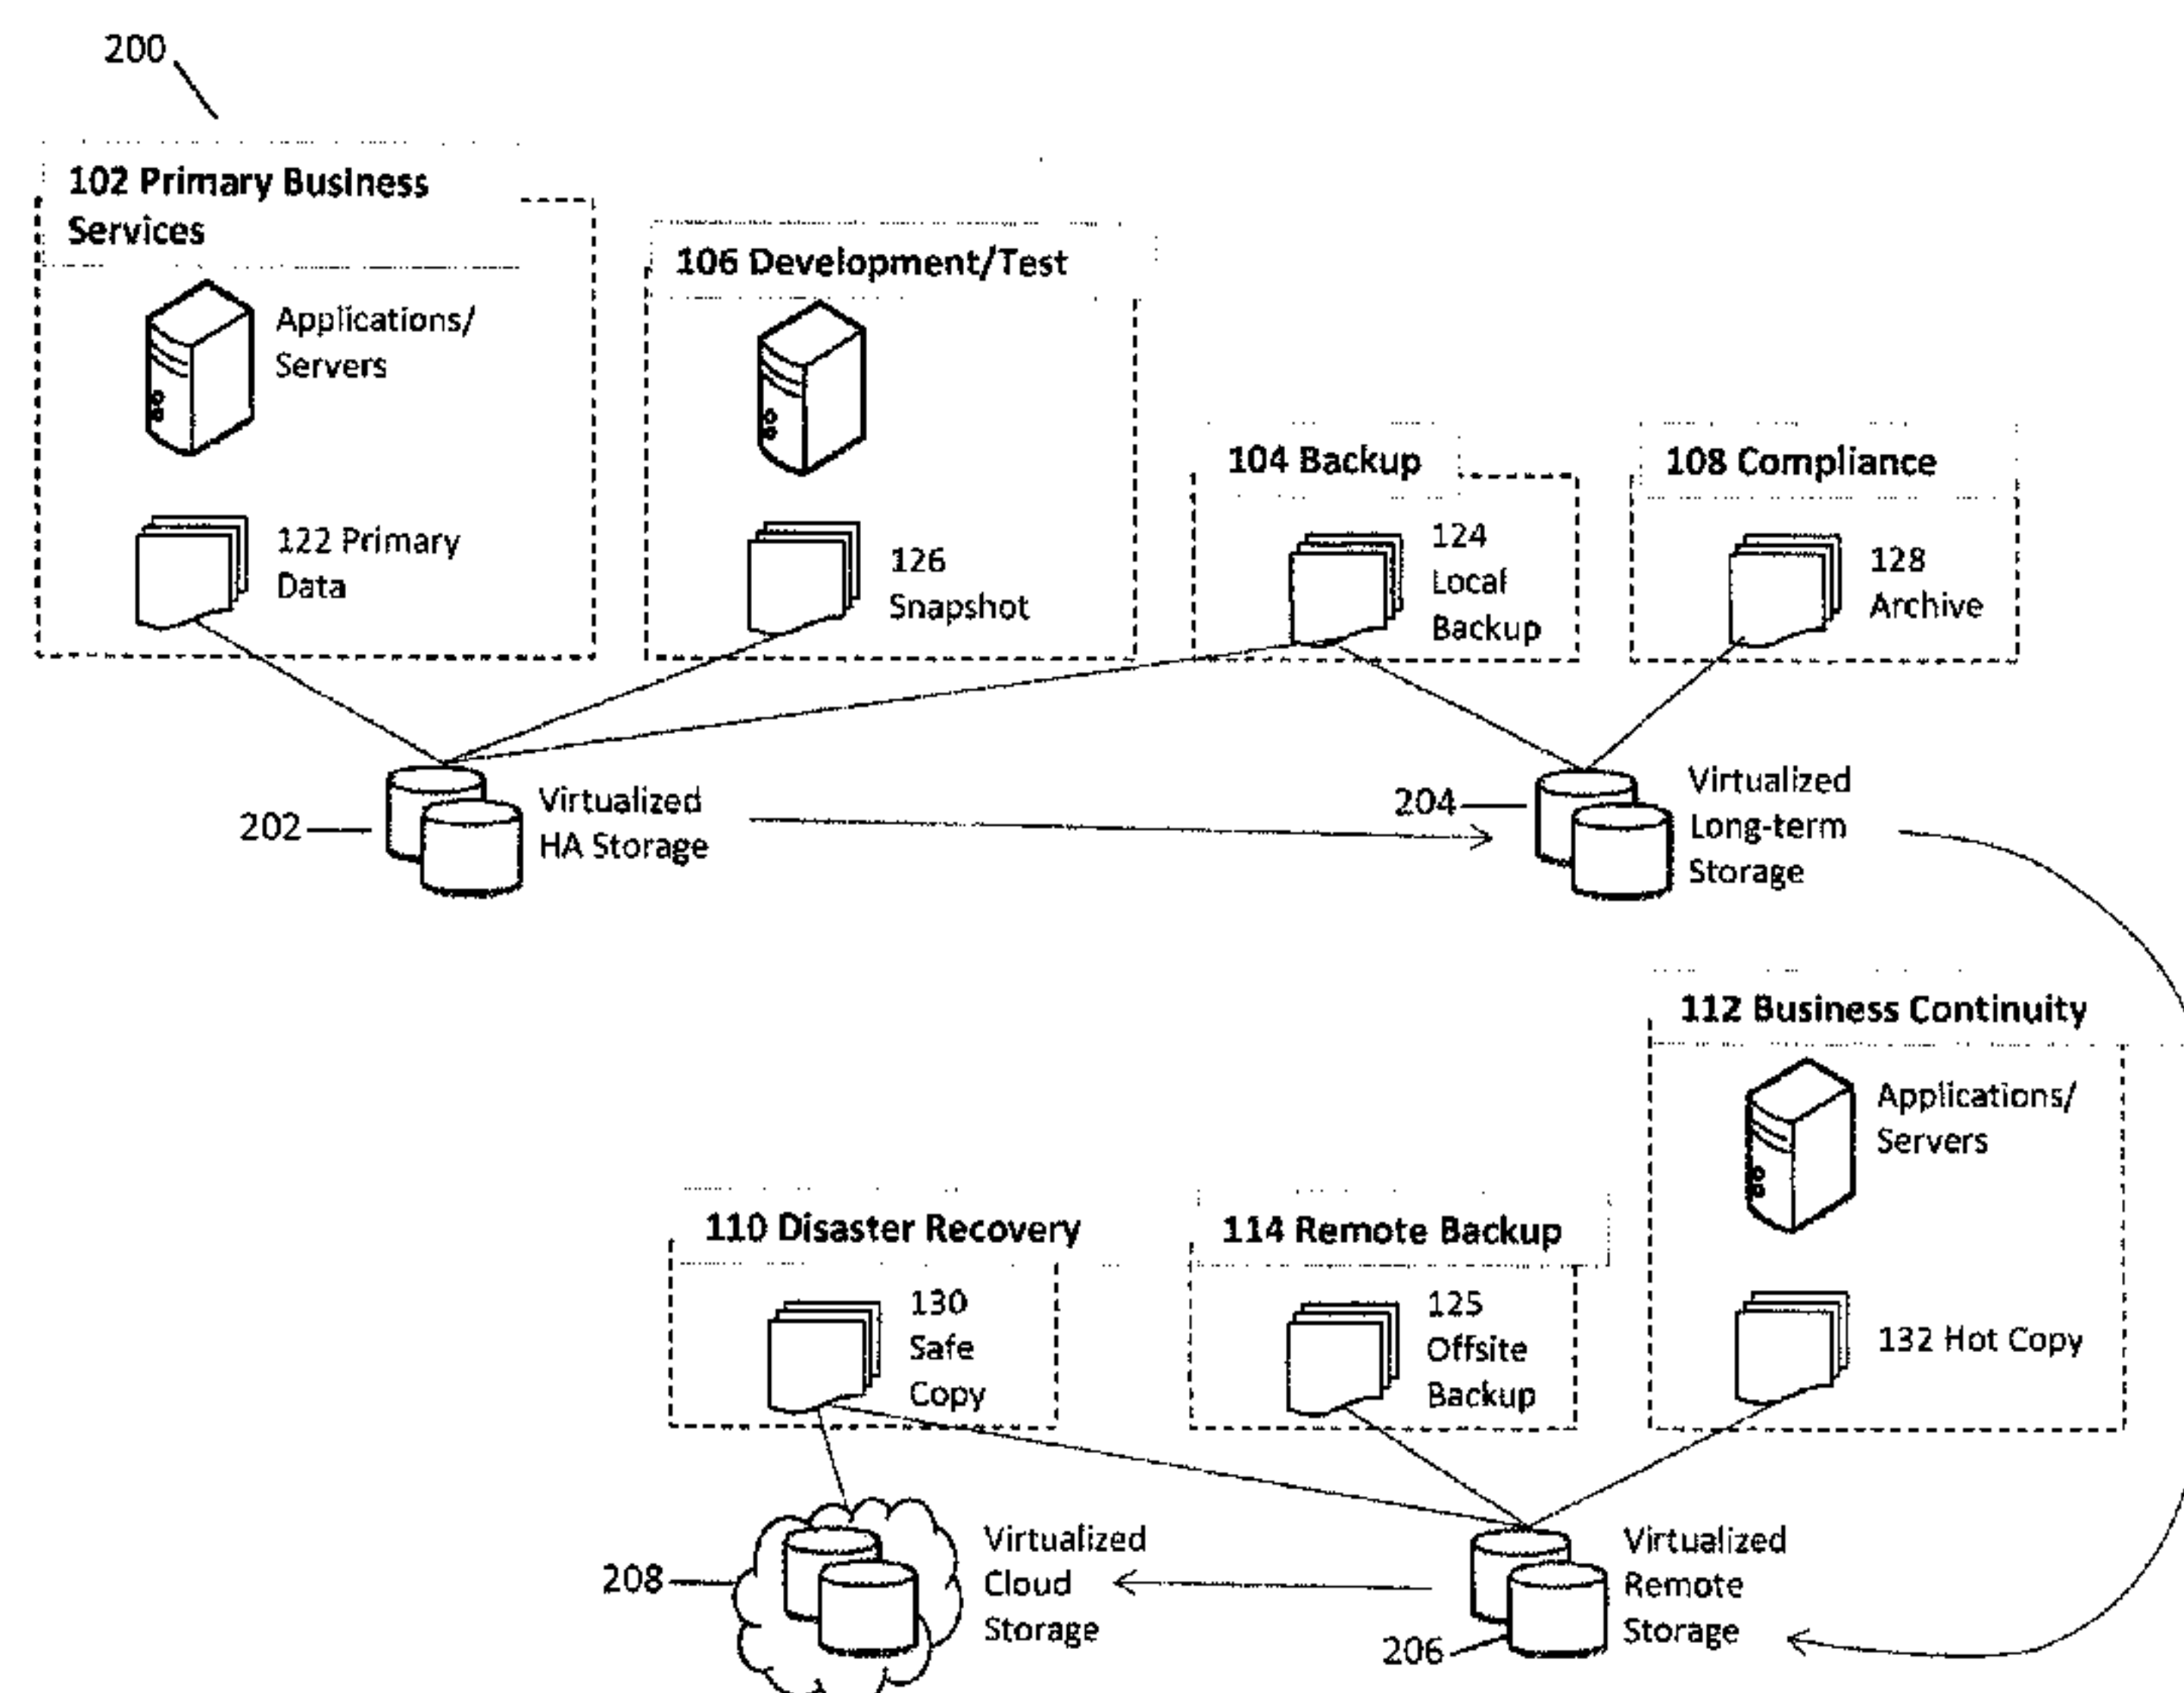 200
102 Primary Business
Services
Applications/
Servers
122 Primary
Data
106 Development/Test
126
Snapshot
104 Backup
124
Local
Backup
108 Compliance
128
Archive
202
Virtualized
HA Storage
204
Virtualized
Long-term
Storage
112 Business Continuity
Applications/
Servers
132 Hot Copy
110 Disaster Recovery
130
Safe
Copy
114 Remote Backup
125
Offsite
Backup
208
Virtualized
Cloud
Storage
206
Virtualized
Remote
Storage